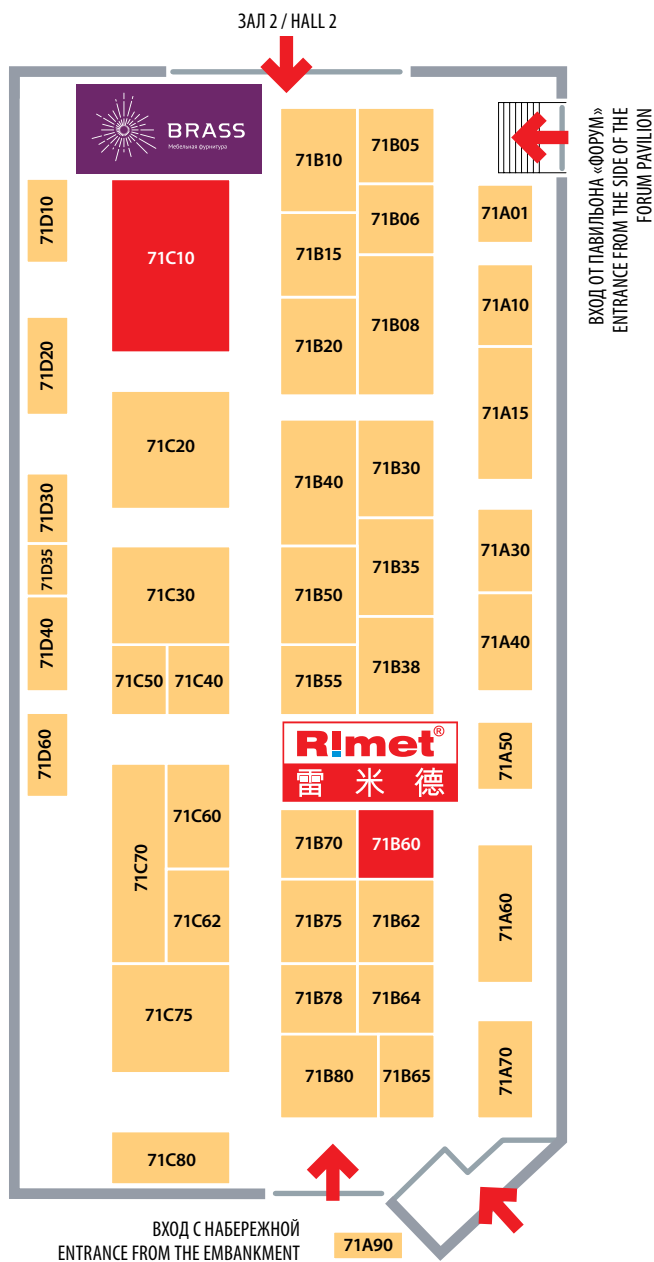 ЗАЛ 2 / HALL 2
BRASS
Мебельная фурнитура
ВХОД ОТ ПАВИЛЬОНА «ФОРУМ»
ENTRANCE FROM THE SIDE OF THE
FORUM PAVILION
71D10
71D20
71D30
71D35
71D40
71D60
71C10
71C20
71C30
71C50
71C40
71C60
71C70
71C62
71C75
71C80
71B10
71B05
71B06
71B15
71B08
71B20
71B30
71B40
71B35
71B50
71B38
71B55
R!met®
雷米德
71B70
71B60
71B75
71B62
71B78
71B64
71B80
71B65
71A01
71A10
71A15
71A30
71A40
71A50
71A60
71A70
ВХОД С НАБЕРЕЖНОЙ
ENTRANCE FROM THE EMBANKMENT
71A90